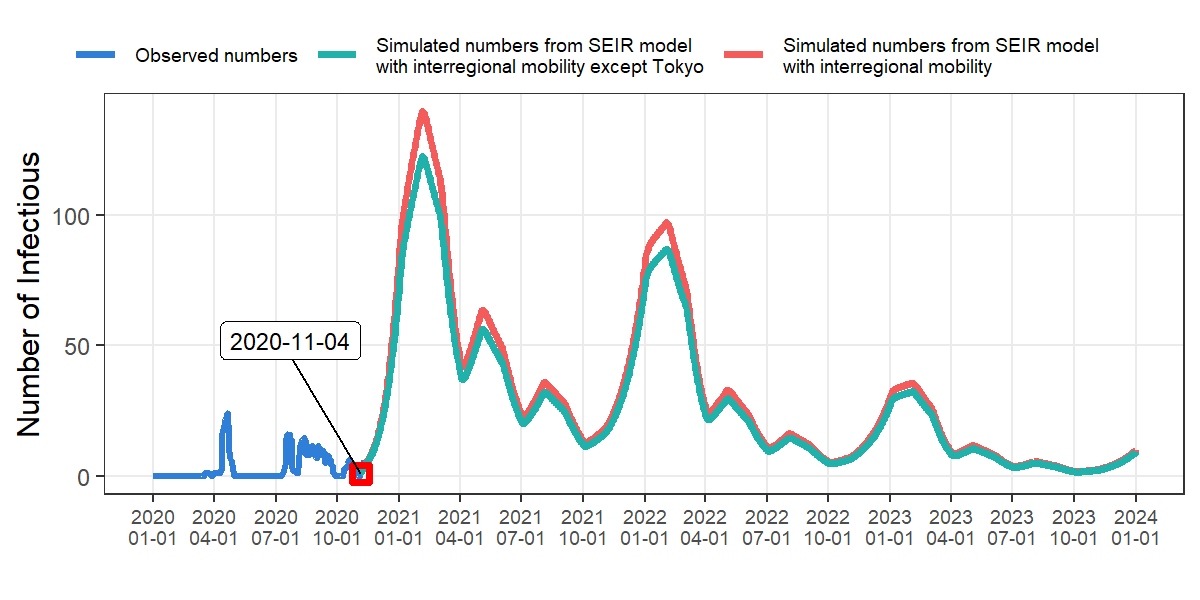 Observed numbers
Simulated numbers from SEIR model
with interregional mobility except Tokyo
Simulated numbers from SEIR model
with interregional mobility
Number of Infectious
100
50
0
2020-11-04
2020 2020 2020 2020 2021 2021 2021 2021 2022 2022 2022 2022 2023 2023 2023 2023 2024
01-01 04-01 07-01 10-01 01-01 04-01 07-01 10-01 01-01 04-01 07-01 10-01 01-01 04-01 07-01 10-01 01-01